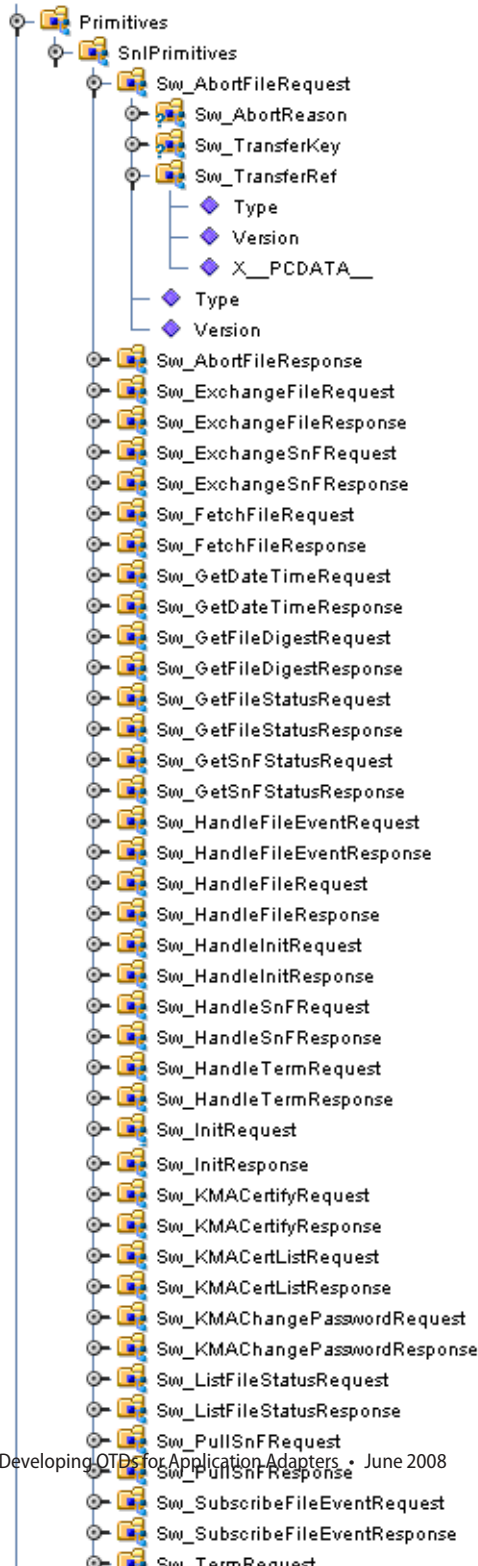 Primitives
SnlPrimitives
Sw_AbortFileRequest
Sw_AbortReason
Sw_TransferKey
Sw_TransferRef
Type
Version
X__PCDATA__
Type
Version
Sw_AbortFileResponse
Sw_ExchangeFileRequest
Sw_ExchangeFileResponse
Sw_ExchangeSnFRequest
Sw_ExchangeSnFResponse
Sw_FetchFileRequest
Sw_FetchFileResponse
Sw_GetDateTimeRequest
Sw_GetDateTimeResponse
Sw_GetFileDigestRequest
Sw_GetFileDigestResponse
Sw_GetFileStatusRequest
Sw_GetFileStatusResponse
Sw_GetSnFStatusRequest
Sw_GetSnFStatusResponse
Sw_HandleFileEventRequest
Sw_HandleFileEventResponse
Sw_HandleFileRequest
Sw_HandleFileResponse
Sw_HandleInitRequest
Sw_HandleInitResponse
Sw_HandleSnFRequest
Sw_HandleSnFResponse
Sw_HandleTermRequest
Sw_HandleTermResponse
Sw_InitRequest
Sw_InitResponse
Sw_KMACertifyRequest
Sw_KMACertifyResponse
Sw_KMACertListRequest
Sw_KMACertListResponse
Sw_KMAChangePasswordRequest
Sw_KMAChangePasswordResponse
Sw_ListFileStatusRequest
Sw_ListFileStatusResponse
Sw_PullSnFRequest
Developing OTDs for Application Adapters • June 2008
Sw_PullSnFResponse
Sw_SubscribeFileEventRequest
Sw_SubscribeFileEventResponse
Sw_TermRequest